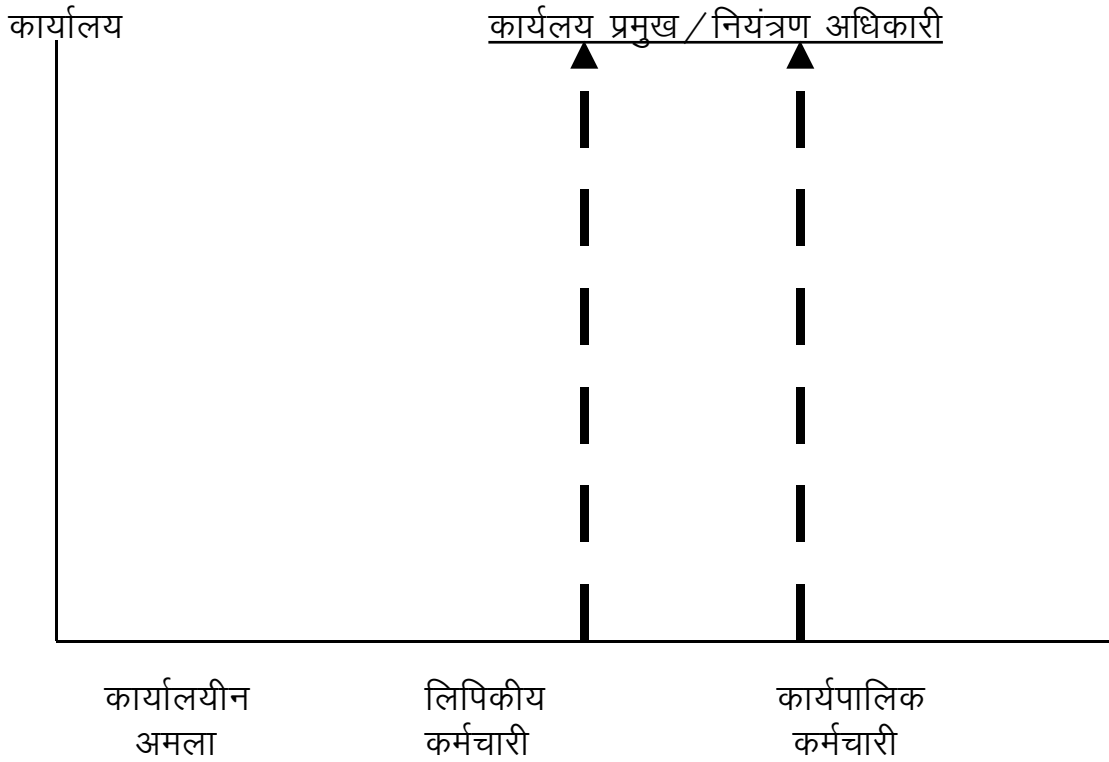 कार्यालय
कार्यलय प्रमुख/नियंत्रण अधिकारी
कार्यालयीन
अमला
लिपिकीय
कर्मचारी
कार्यपालिक
कर्मचारी